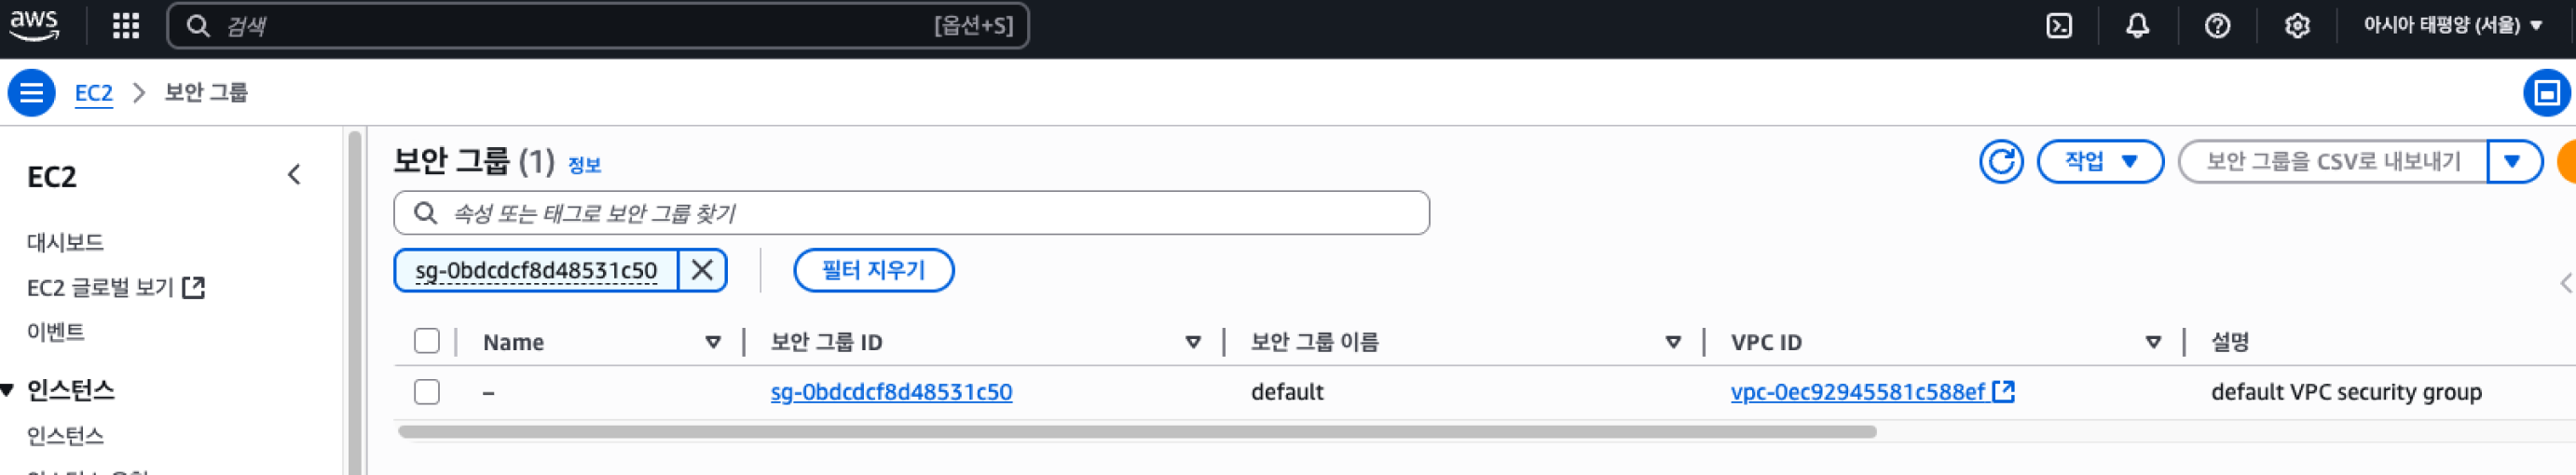 aws 검색 [옵션+S] 아시아 태평양 (서울)
EC2 보안 그룹
EC2
대시보드
EC2 글로벌 보기
이벤트
인스턴스
인스턴스
보안 그룹 (1) 정보
작업 보안 그룹을 CSV로 내보내기
속성 또는 태그로 보안 그룹 찾기
sg-0bdcdcf8d48531c50 필터 지우기
Name 보안 그룹 ID 보안 그룹 이름 VPC ID 설명
– sg-0bdcdcf8d48531c50 default vpc-0ec92945581c588ef default VPC security group